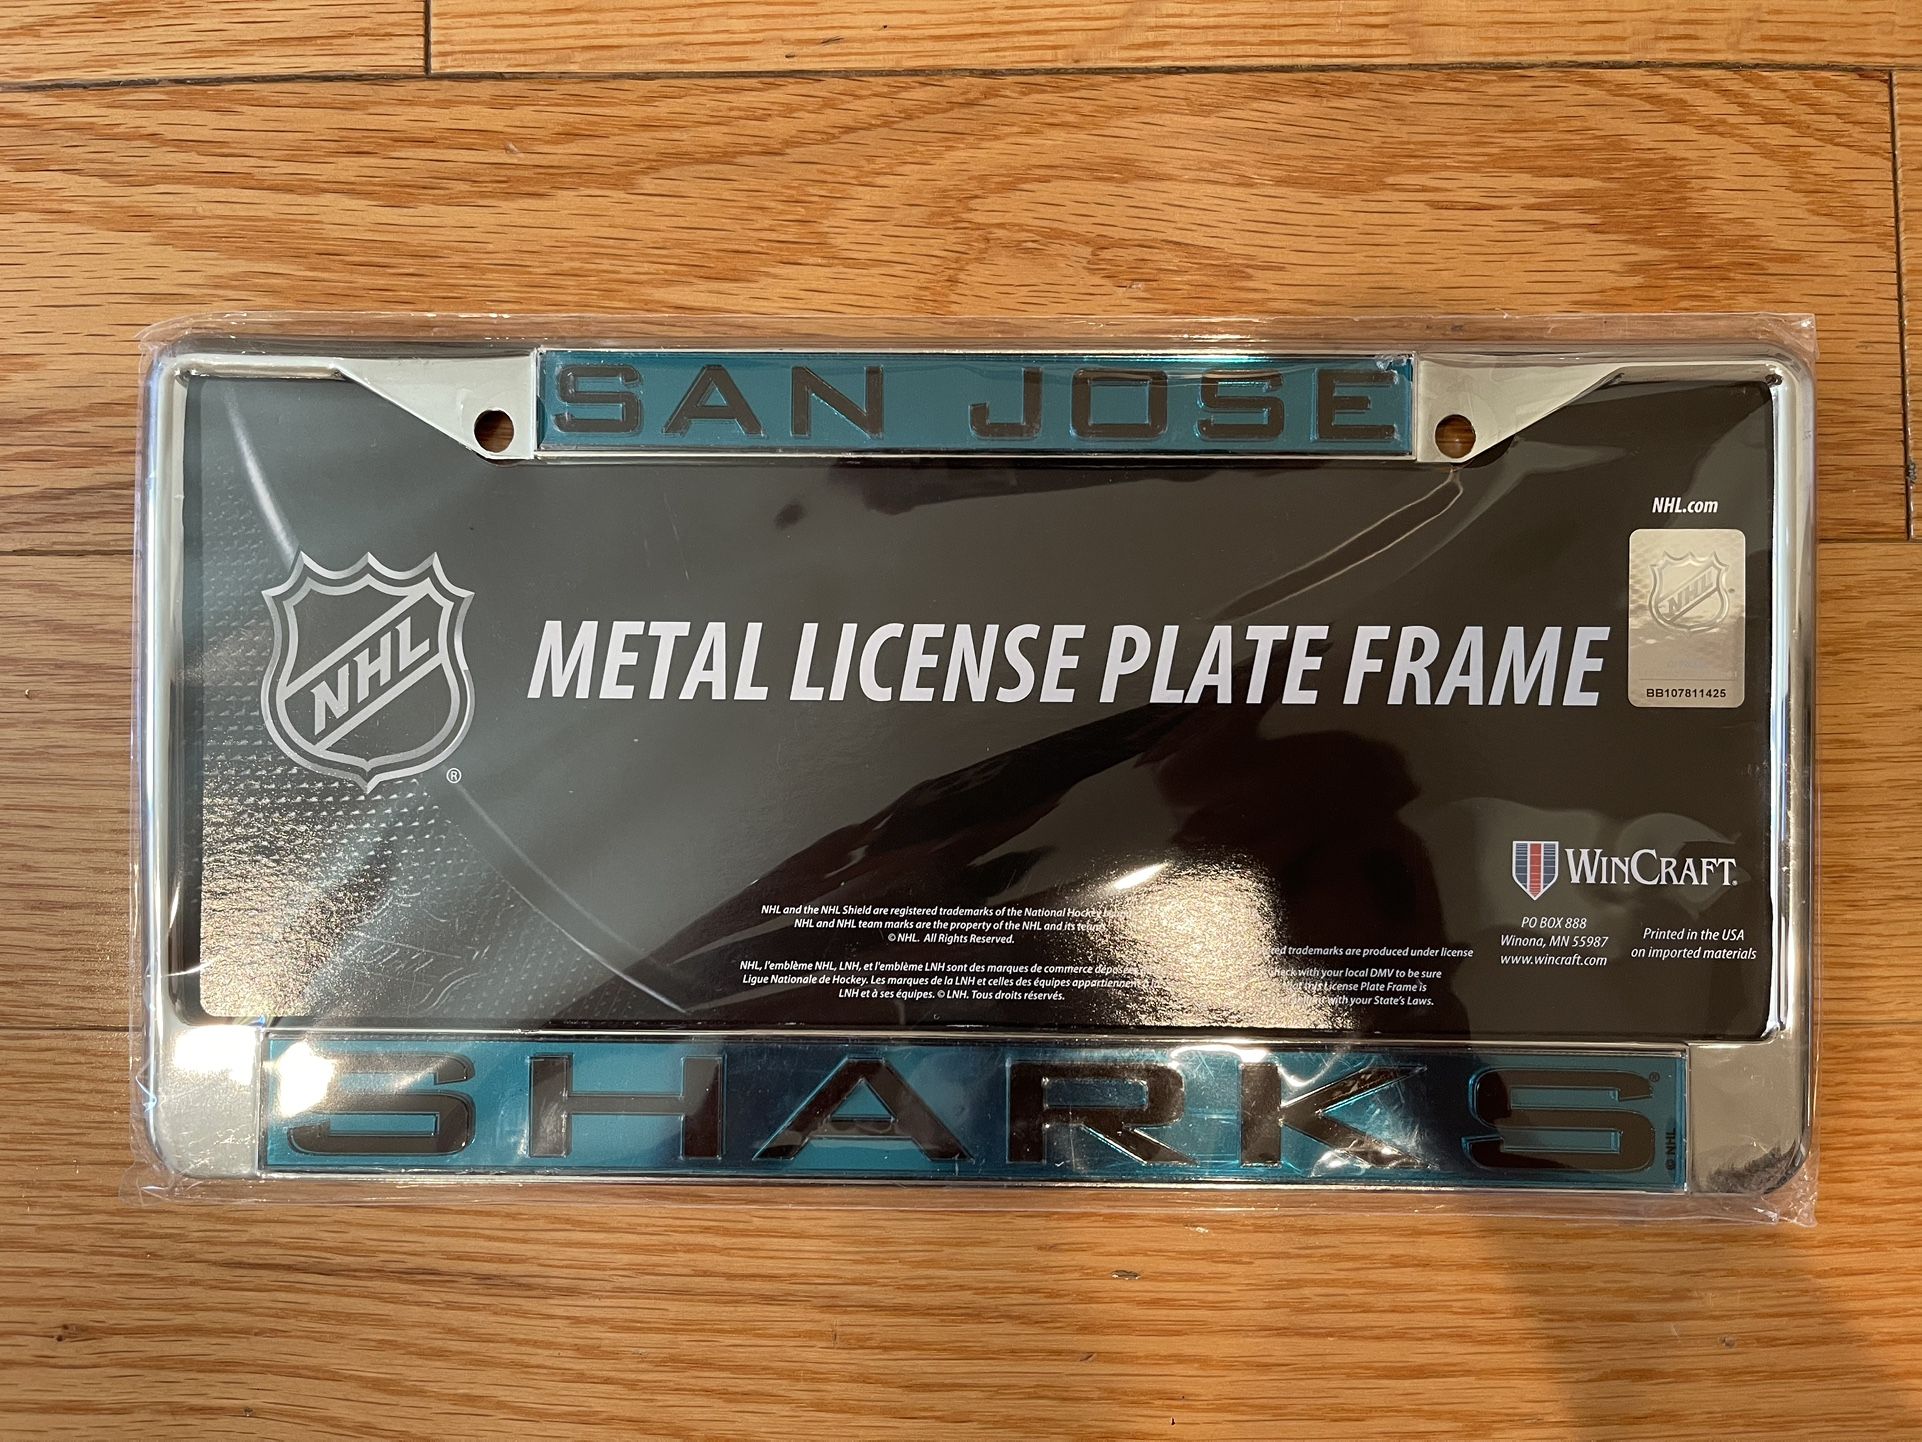 SAN JOSE
NHL.com
NHL
®
METAL LICENSE PLATE FRAME
NHL
BB107811425
WINCRAFT®
PO BOX 888
Winona, MN 55987
www.wincraft.com
Printed in the USA
on imported materials
NHL and the NHL Shield are registered trademarks of the National Hockey
NHL and NHL team marks are the property of the NHL and its teams
© NHL. All Rights Reserved.
NHL, l'emblème NHL, LNH, et l'emblème LNH sont des marques de commerce déposées
Ligue Nationale de Hockey. Les marques de la LNH et celles des équipes appartiennent à la
LNH et à ses équipes. © LNH. Tous droits réservés.
trademarks are produced under license
check with your local DMV to be sure
that this License Plate Frame is
with your State's Laws.
SHARKS®
© NHL